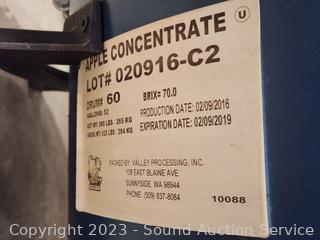 APPLE CONCENTRATE
U
LOT# 020916-C2
DRUM# 60
BRIX= 70.0
GALLONS: 52
NET WT: 585 LBS / 265 KG
PRODUCTION DATE: 02/09/2016
GROSS WT: 625 LBS / 284 KG
EXPIRATION DATE: 02/09/2019
PACKED BY: VALLEY PROCESSING, INC.
108 EAST BLAINE AVE.
SUNNYSIDE, WA 98944
PHONE: (509) 837-8084
10088
Copyright © 2023 - Sound Auction Service